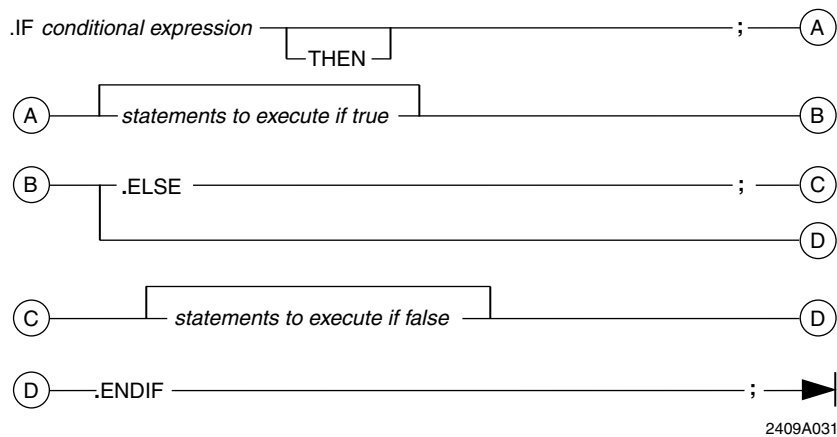 .IF conditional expression ; A
THEN
A statements to execute if true B
B .ELSE ; C
D
C statements to execute if false D
D .ENDIF ;
2409A031